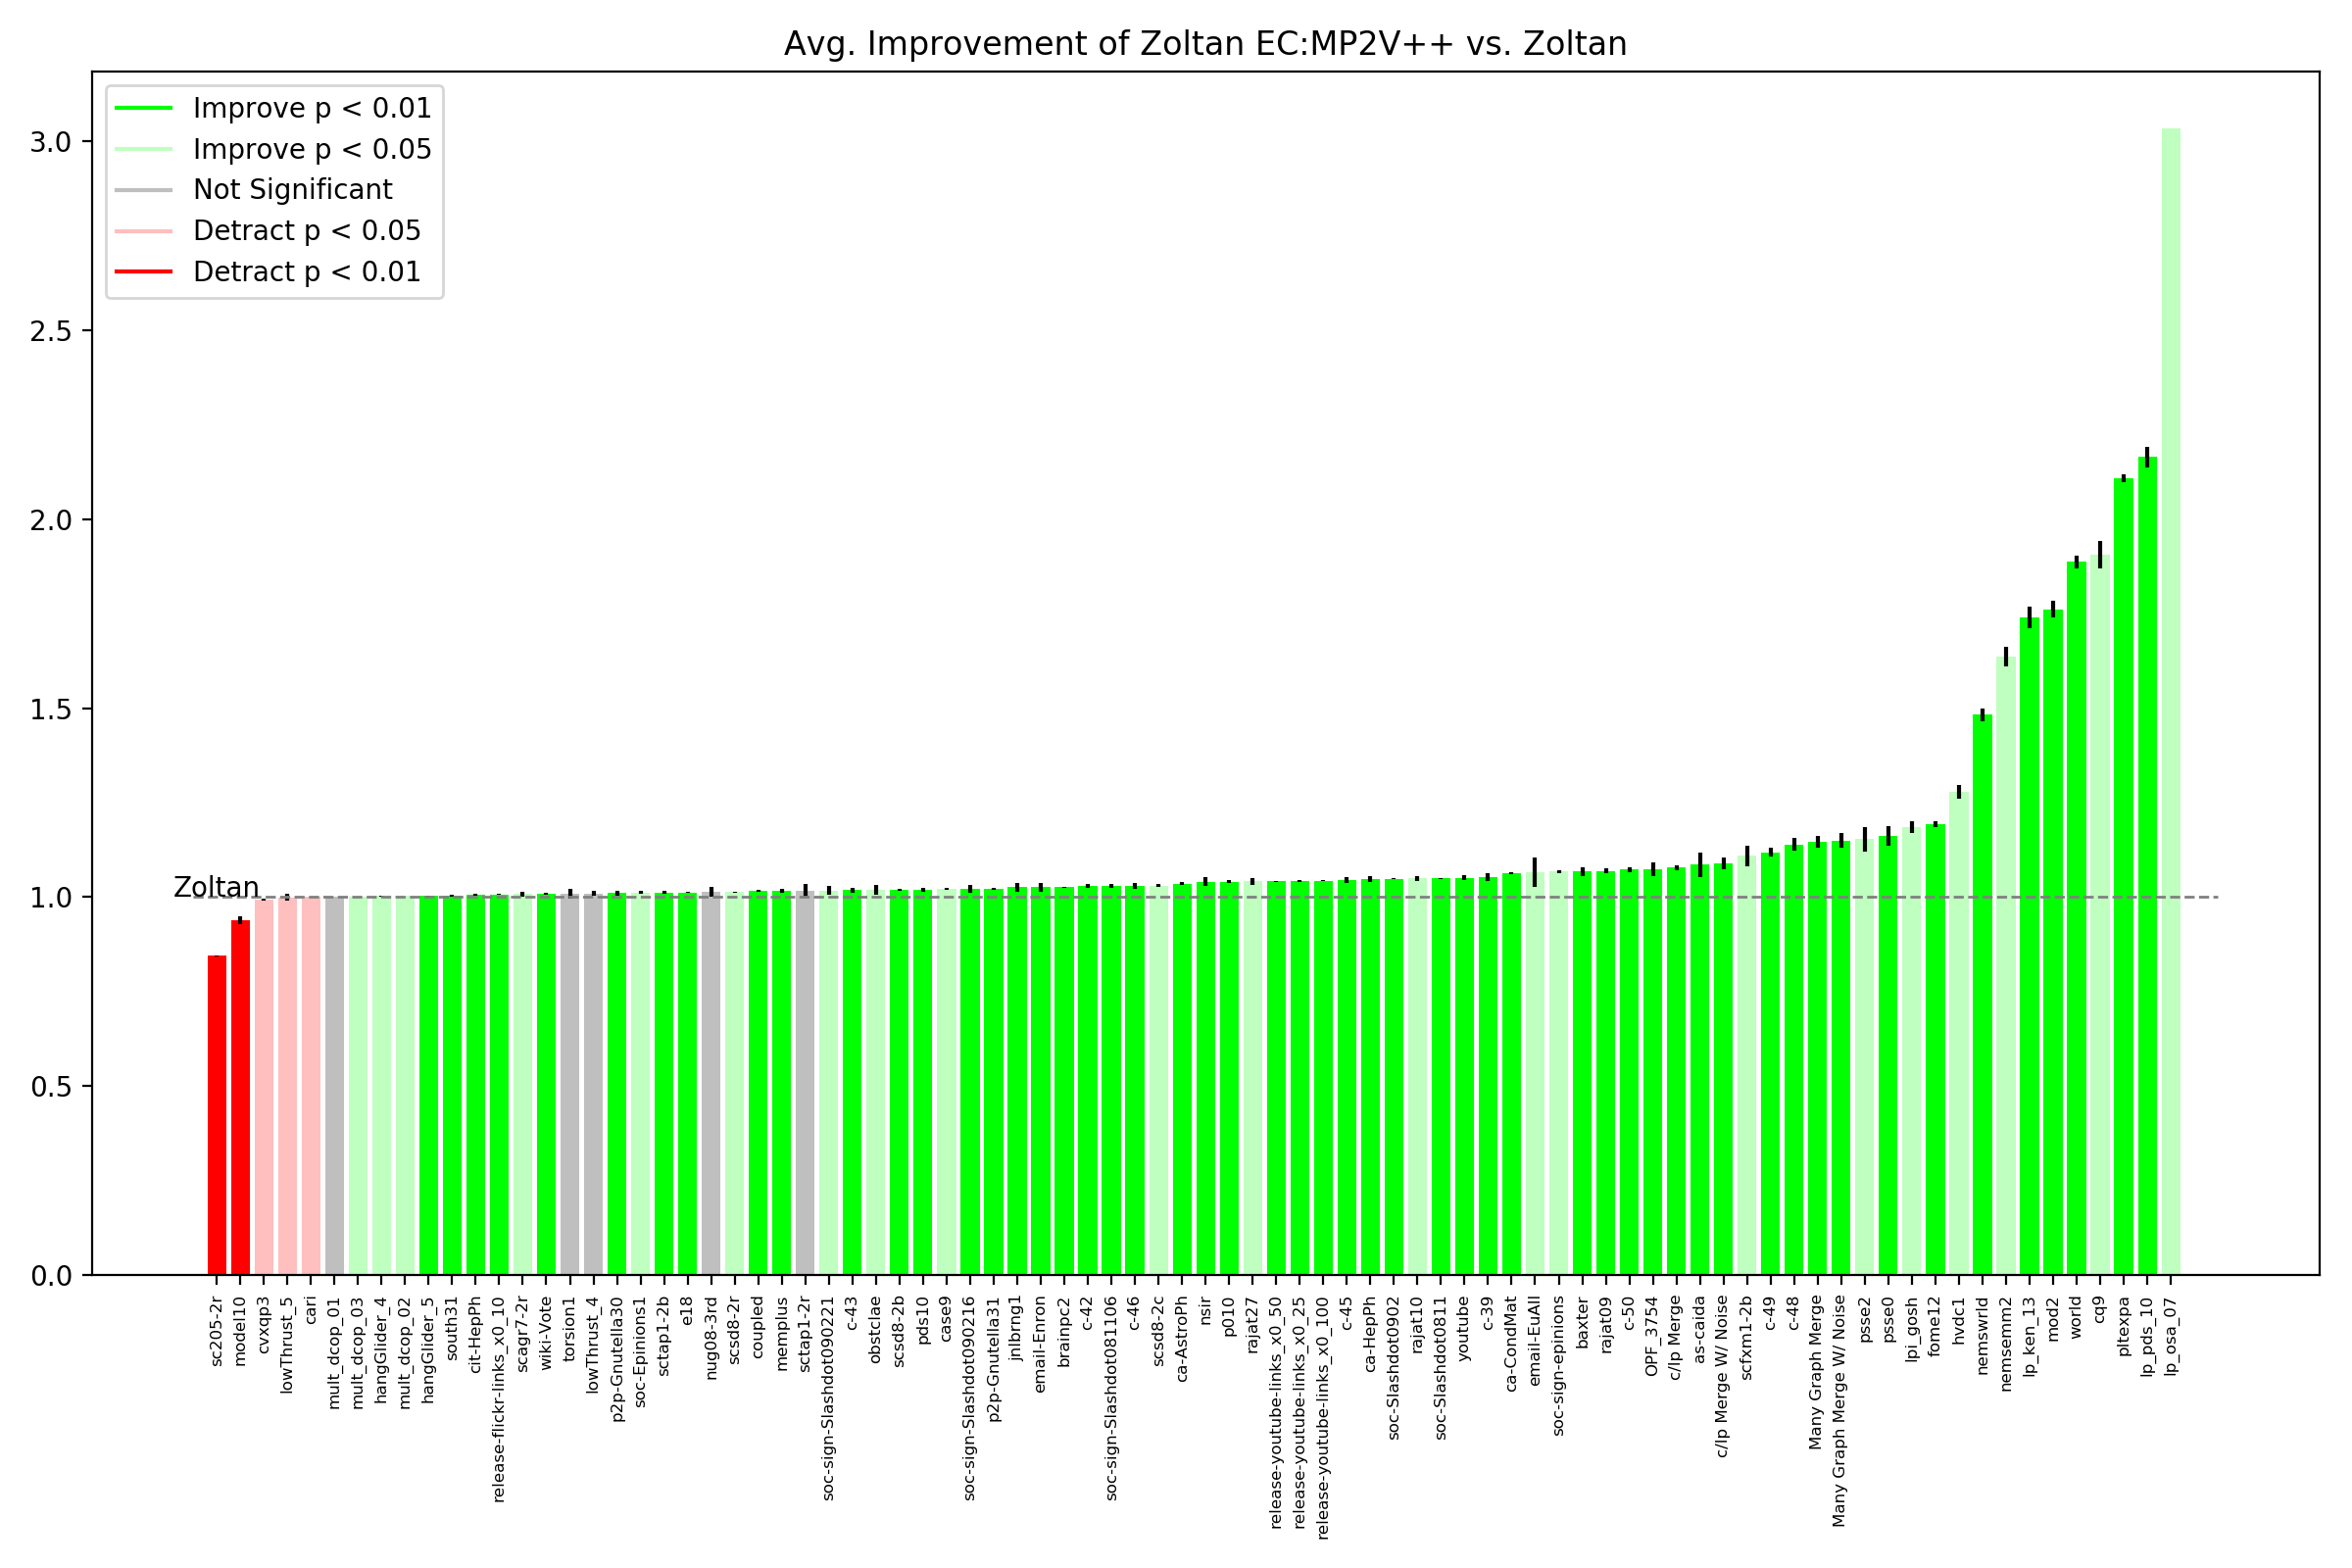 Avg. Improvement of Zoltan EC:MP2V++ vs. Zoltan
Improve p < 0.01
Improve p < 0.05
Not Significant
Detract p < 0.05
Detract p < 0.01
3.0
2.5
2.0
1.5
1.0
0.5
0.0
Zoltan
sc205-2r
model10
cvxqp3
lowThrust_5
cari
mult_dcop_01
mult_dcop_03
hangGlider_4
mult_dcop_02
hangGlider_5
south31
cit-HepPh
release-flickr-links_x0_10
scagr7-2r
wiki-Vote
torsion1
lowThrust_4
p2p-Gnutella30
soc-Epinions1
sctap1-2b
e18
nug08-3rd
scsd8-2r
coupled
memplus
sctap1-2r
soc-sign-Slashdot090221
c-43
obstclae
scsd8-2b
pds10
case9
soc-sign-Slashdot090216
p2p-Gnutella31
jnlbrng1
email-Enron
brainpc2
c-42
soc-sign-Slashdot081106
c-46
scsd8-2c
ca-AstroPh
nsir
p010
rajat27
release-youtube-links_x0_50
release-youtube-links_x0_25
release-youtube-links_x0_100
c-45
ca-HepPh
soc-Slashdot0902
rajat10
soc-Slashdot0811
youtube
c-39
ca-CondMat
email-EuAll
soc-sign-epinions
baxter
rajat09
c-50
OPF_3754
c/lp Merge
as-caida
c/lp Merge W/ Noise
scfxm1-2b
c-49
c-48
Many Graph Merge
Many Graph Merge W/ Noise
psse2
psse0
lpi_gosh
fome12
hvdc1
nemswrld
nemsemm2
lp_ken_13
mod2
world
cq9
pltexpa
lp_pds_10
lp_osa_07